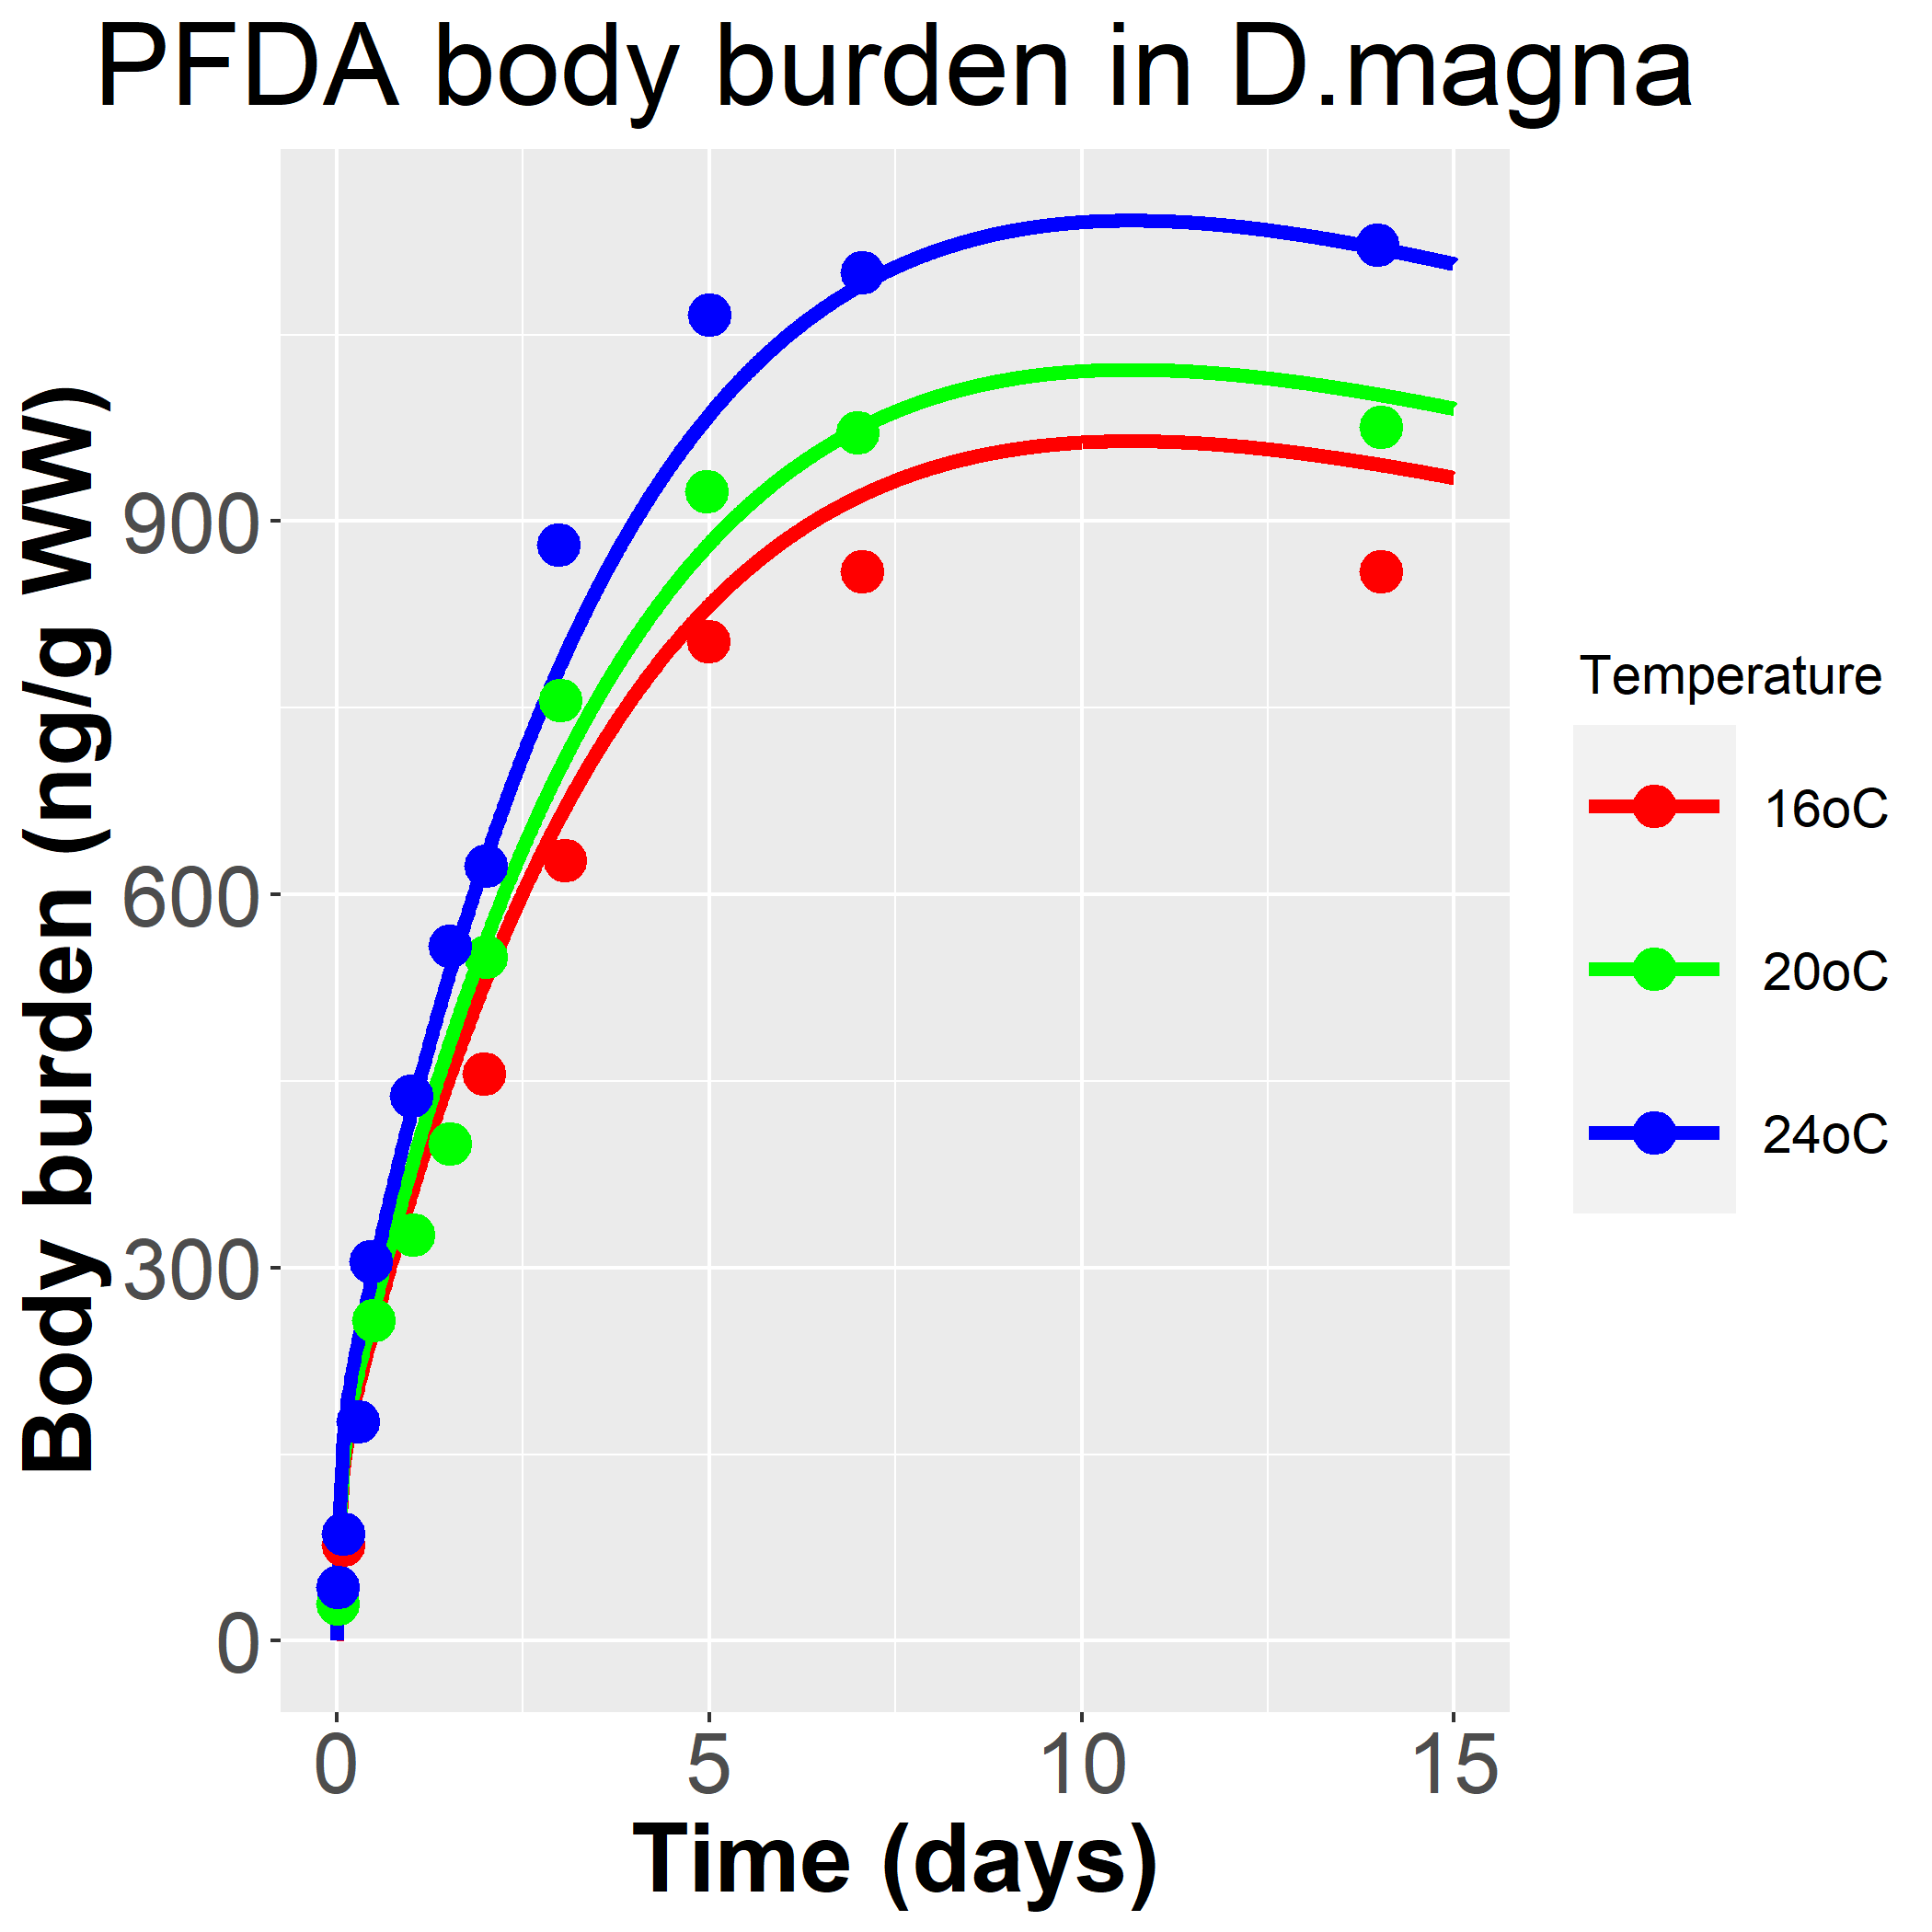 PFDA body burden in D.magna
Body burden (ng/g WW)
900
600
300
0
0 5 10 15
Time (days)
Temperature
16oC
20oC
24oC